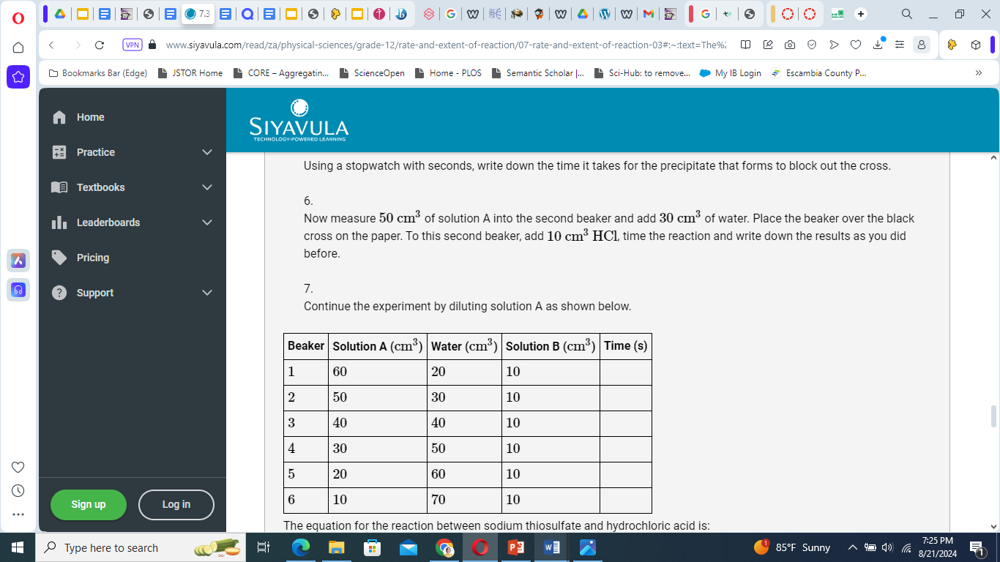 7.3
VPN
www.siyavula.com/read/za/physical-sciences/grade-12/rate-and-extent-of-reaction/07-rate-and-extent-of-reaction-03#:~:text=The%2
Bookmarks Bar (Edge) JSTOR Home CORE – Aggregatin... ScienceOpen Home - PLOS Semantic Scholar |... Sci-Hub: to remove... My IB Login Escambia County P... »
Home
Practice
Textbooks
Leaderboards
Pricing
Support
Sign up Log in
SIYAVULA
TECHNOLOGY-POWERED LEARNING
Using a stopwatch with seconds, write down the time it takes for the precipitate that forms to block out the cross.
6.
Now measure 50 cm³ of solution A into the second beaker and add 30 cm³ of water. Place the beaker over the black
cross on the paper. To this second beaker, add 10 cm³ HCl, time the reaction and write down the results as you did
before.
7.
Continue the experiment by diluting solution A as shown below.
Beaker Solution A (cm³) Water (cm³) Solution B (cm³) Time (s)
1 60 20 10
2 50 30 10
3 40 40 10
4 30 50 10
5 20 60 10
6 10 70 10
The equation for the reaction between sodium thiosulfate and hydrochloric acid is:
Type here to search
85°F Sunny
7:25 PM
8/21/2024